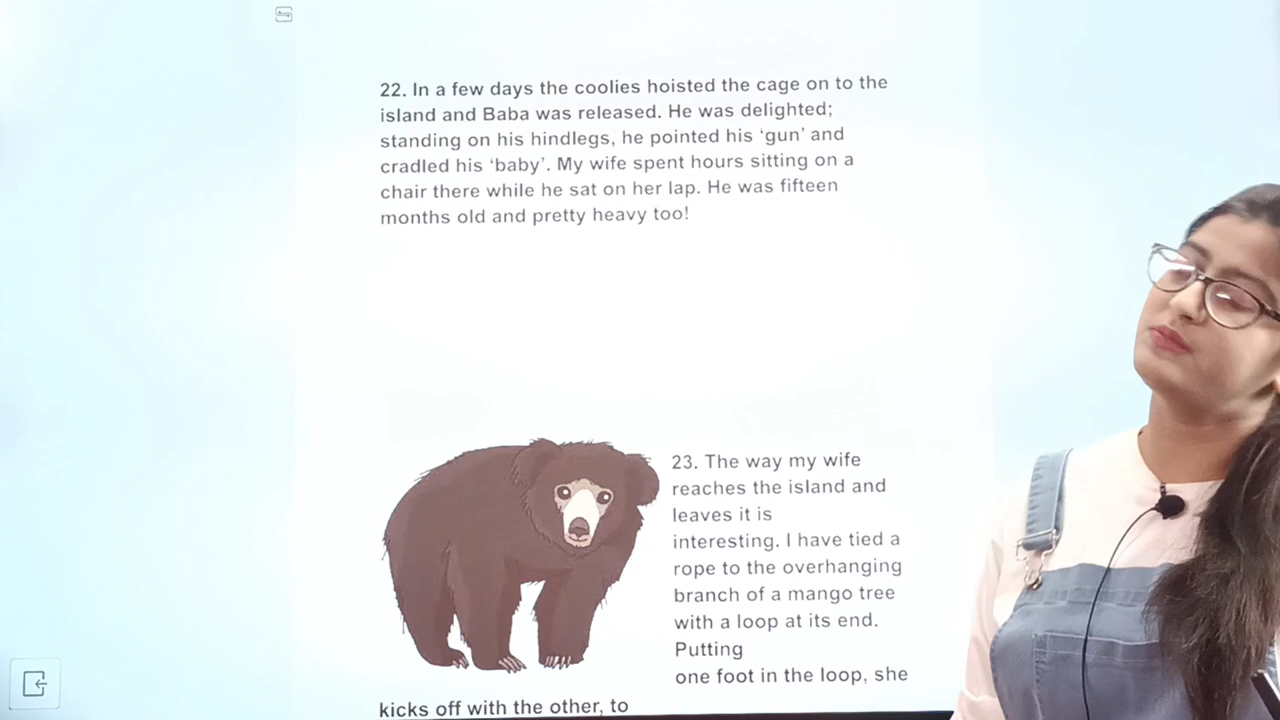 22. In a few days the coolies hoisted the cage on to the
island and Baba was released. He was delighted;
standing on his hindlegs, he pointed his ‘gun’ and
cradled his ‘baby’. My wife spent hours sitting on a
chair there while he sat on her lap. He was fifteen
months old and pretty heavy too!
23. The way my wife
reaches the island and
leaves it is
interesting. I have tied a
rope to the overhanging
branch of a mango tree
with a loop at its end.
Putting
one foot in the loop, she
kicks off with the other, to